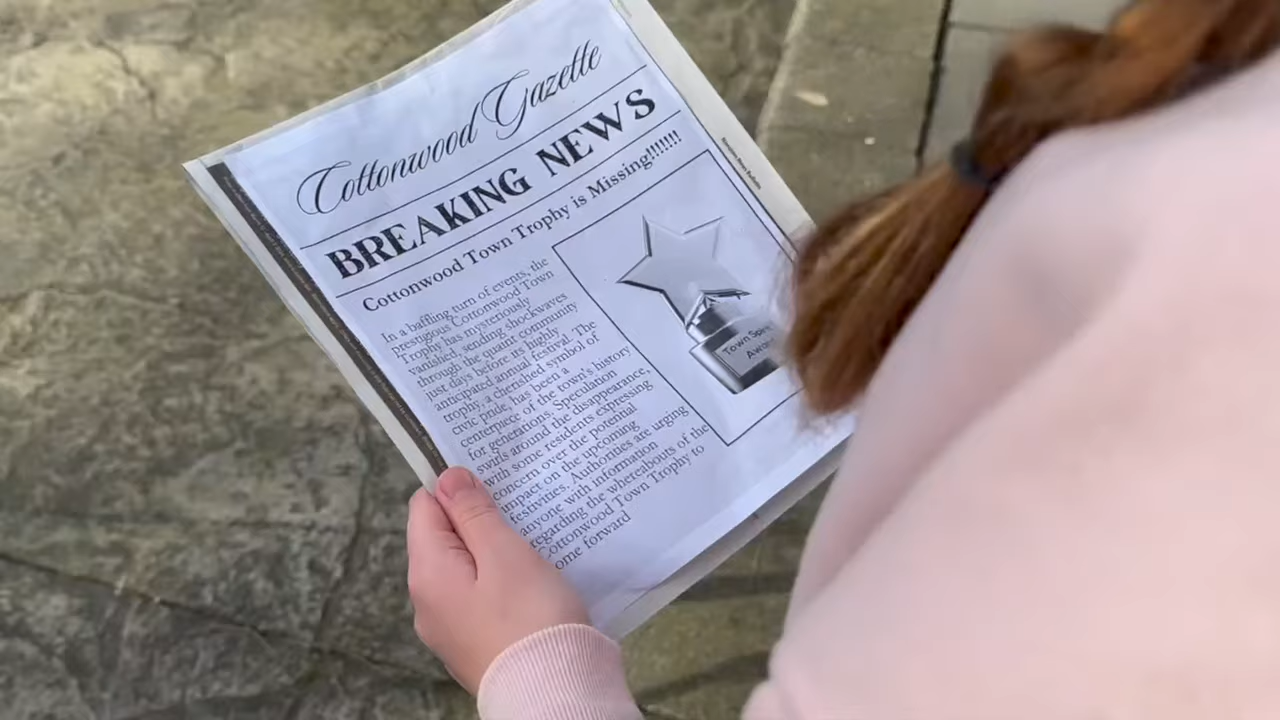 Cottonwood Gazette
BREAKING NEWS
Cottonwood Town Trophy is Missing!!!!!!!
In a baffling turn of events, the
prestigious Cottonwood Town
Trophy has mysteriously
vanished, sending shockwaves
through the quaint community
just days before its highly
anticipated annual festival. The
trophy, a cherished symbol of
civic pride, has been a
centerpiece of the town's history
for generations. Speculation
swirls around the disappearance,
with some residents expressing
concern over the potential
impact on the upcoming
festivities. Authorities are urging
anyone with information
regarding the whereabouts of the
Cottonwood Town Trophy to
ome forward
Town